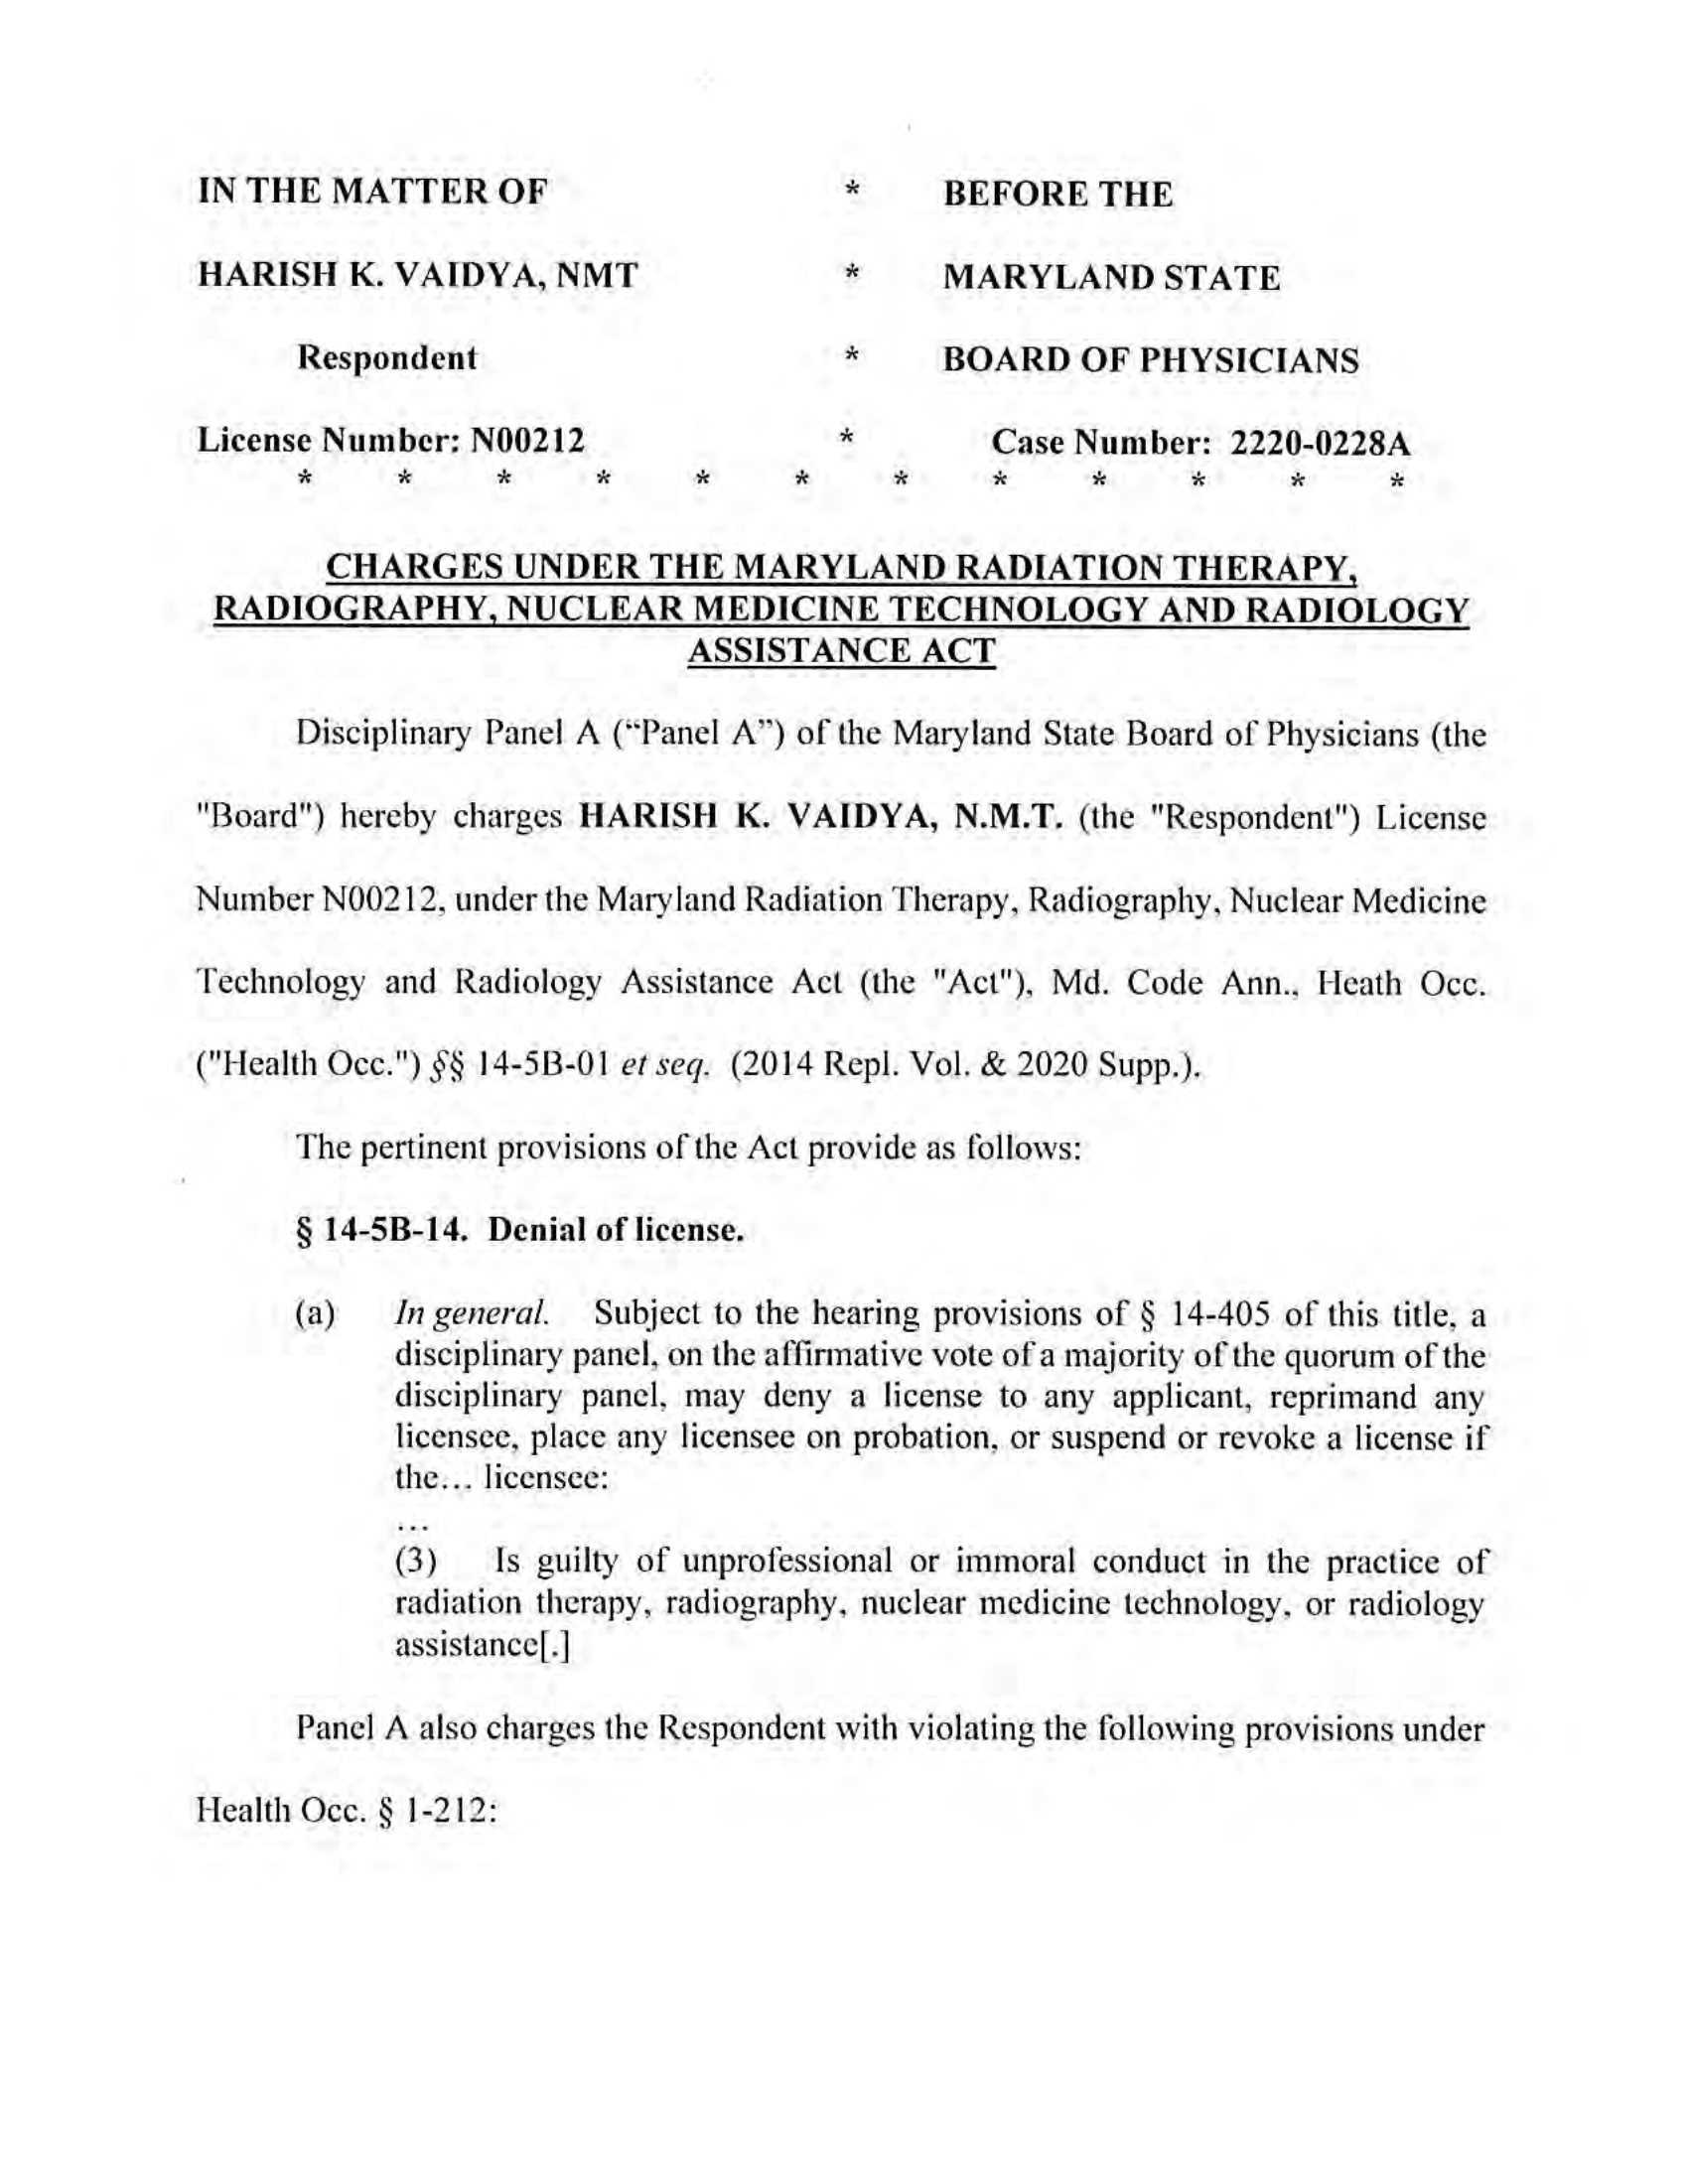 IN THE MATTER OF * BEFORE THE
HARISH K. VAIDYA, NMT * MARYLAND STATE
Respondent * BOARD OF PHYSICIANS
License Number: N00212 * Case Number: 2220-0228A
* * * * * * * * * * * *
CHARGES UNDER THE MARYLAND RADIATION THERAPY,
RADIOGRAPHY, NUCLEAR MEDICINE TECHNOLOGY AND RADIOLOGY
ASSISTANCE ACT
Disciplinary Panel A (“Panel A”) of the Maryland State Board of Physicians (the
"Board") hereby charges HARISH K. VAIDYA, N.M.T. (the "Respondent") License
Number N00212, under the Maryland Radiation Therapy, Radiography, Nuclear Medicine
Technology and Radiology Assistance Act (the "Act"), Md. Code Ann., Heath Occ.
("Health Occ.") §§ 14-5B-01 et seq. (2014 Repl. Vol. & 2020 Supp.).
The pertinent provisions of the Act provide as follows:
§ 14-5B-14. Denial of license.
(a) In general. Subject to the hearing provisions of § 14-405 of this title, a
disciplinary panel, on the affirmative vote of a majority of the quorum of the
disciplinary panel, may deny a license to any applicant, reprimand any
licensee, place any licensee on probation, or suspend or revoke a license if
the... licensee:
...
(3) Is guilty of unprofessional or immoral conduct in the practice of
radiation therapy, radiography, nuclear medicine technology, or radiology
assistance[.]
Panel A also charges the Respondent with violating the following provisions under
Health Occ. § 1-212: